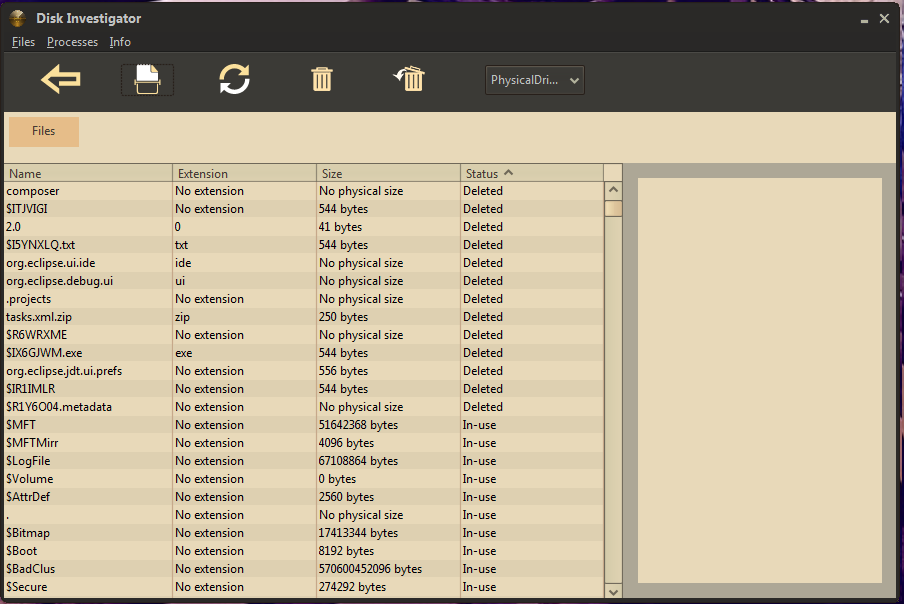 Disk Investigator
Files Processes Info
PhysicalDri...
Files
Name Extension Size Status
composer No extension No physical size Deleted
$ITJVIGI No extension 544 bytes Deleted
2.0 0 41 bytes Deleted
$I5YNXLQ.txt txt 544 bytes Deleted
org.eclipse.ui.ide ide No physical size Deleted
org.eclipse.debug.ui ui No physical size Deleted
.projects No extension No physical size Deleted
tasks.xml.zip zip 250 bytes Deleted
$R6WRXME No extension No physical size Deleted
$IX6GJWM.exe exe 544 bytes Deleted
org.eclipse.jdt.ui.prefs No extension 556 bytes Deleted
$IR1IMLR No extension 544 bytes Deleted
$R1Y6O04.metadata No extension No physical size Deleted
$MFT No extension 51642368 bytes In-use
$MFTMirr No extension 4096 bytes In-use
$LogFile No extension 67108864 bytes In-use
$Volume No extension 0 bytes In-use
$AttrDef No extension 2560 bytes In-use
. No extension No physical size In-use
$Bitmap No extension 17413344 bytes In-use
$Boot No extension 8192 bytes In-use
$BadClus No extension 570600452096 bytes In-use
$Secure No extension 274292 bytes In-use